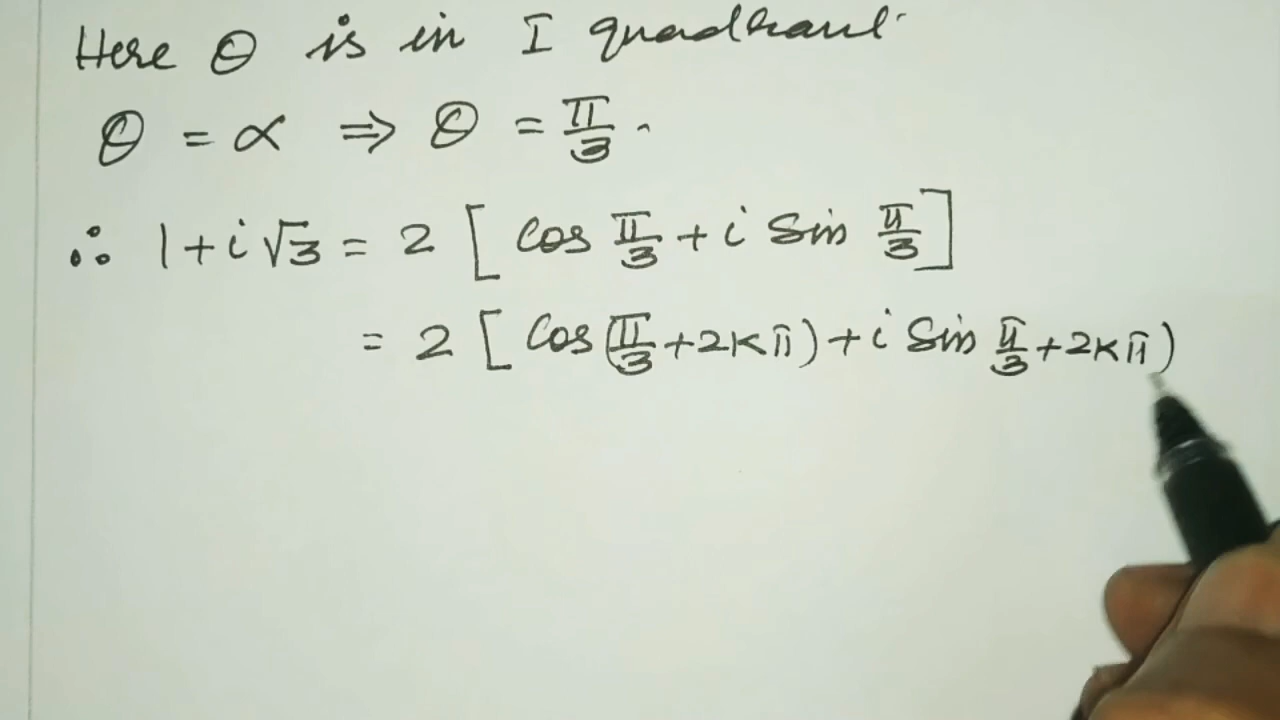 Here θ is in I quadrant.
θ = α ⇒ θ = π/3.
∴ 1 + i√3 = 2 [ Cos π/3 + i Sin π/3 ]
= 2 [ Cos (π/3 + 2kπ) + i Sin π/3 + 2kπ )